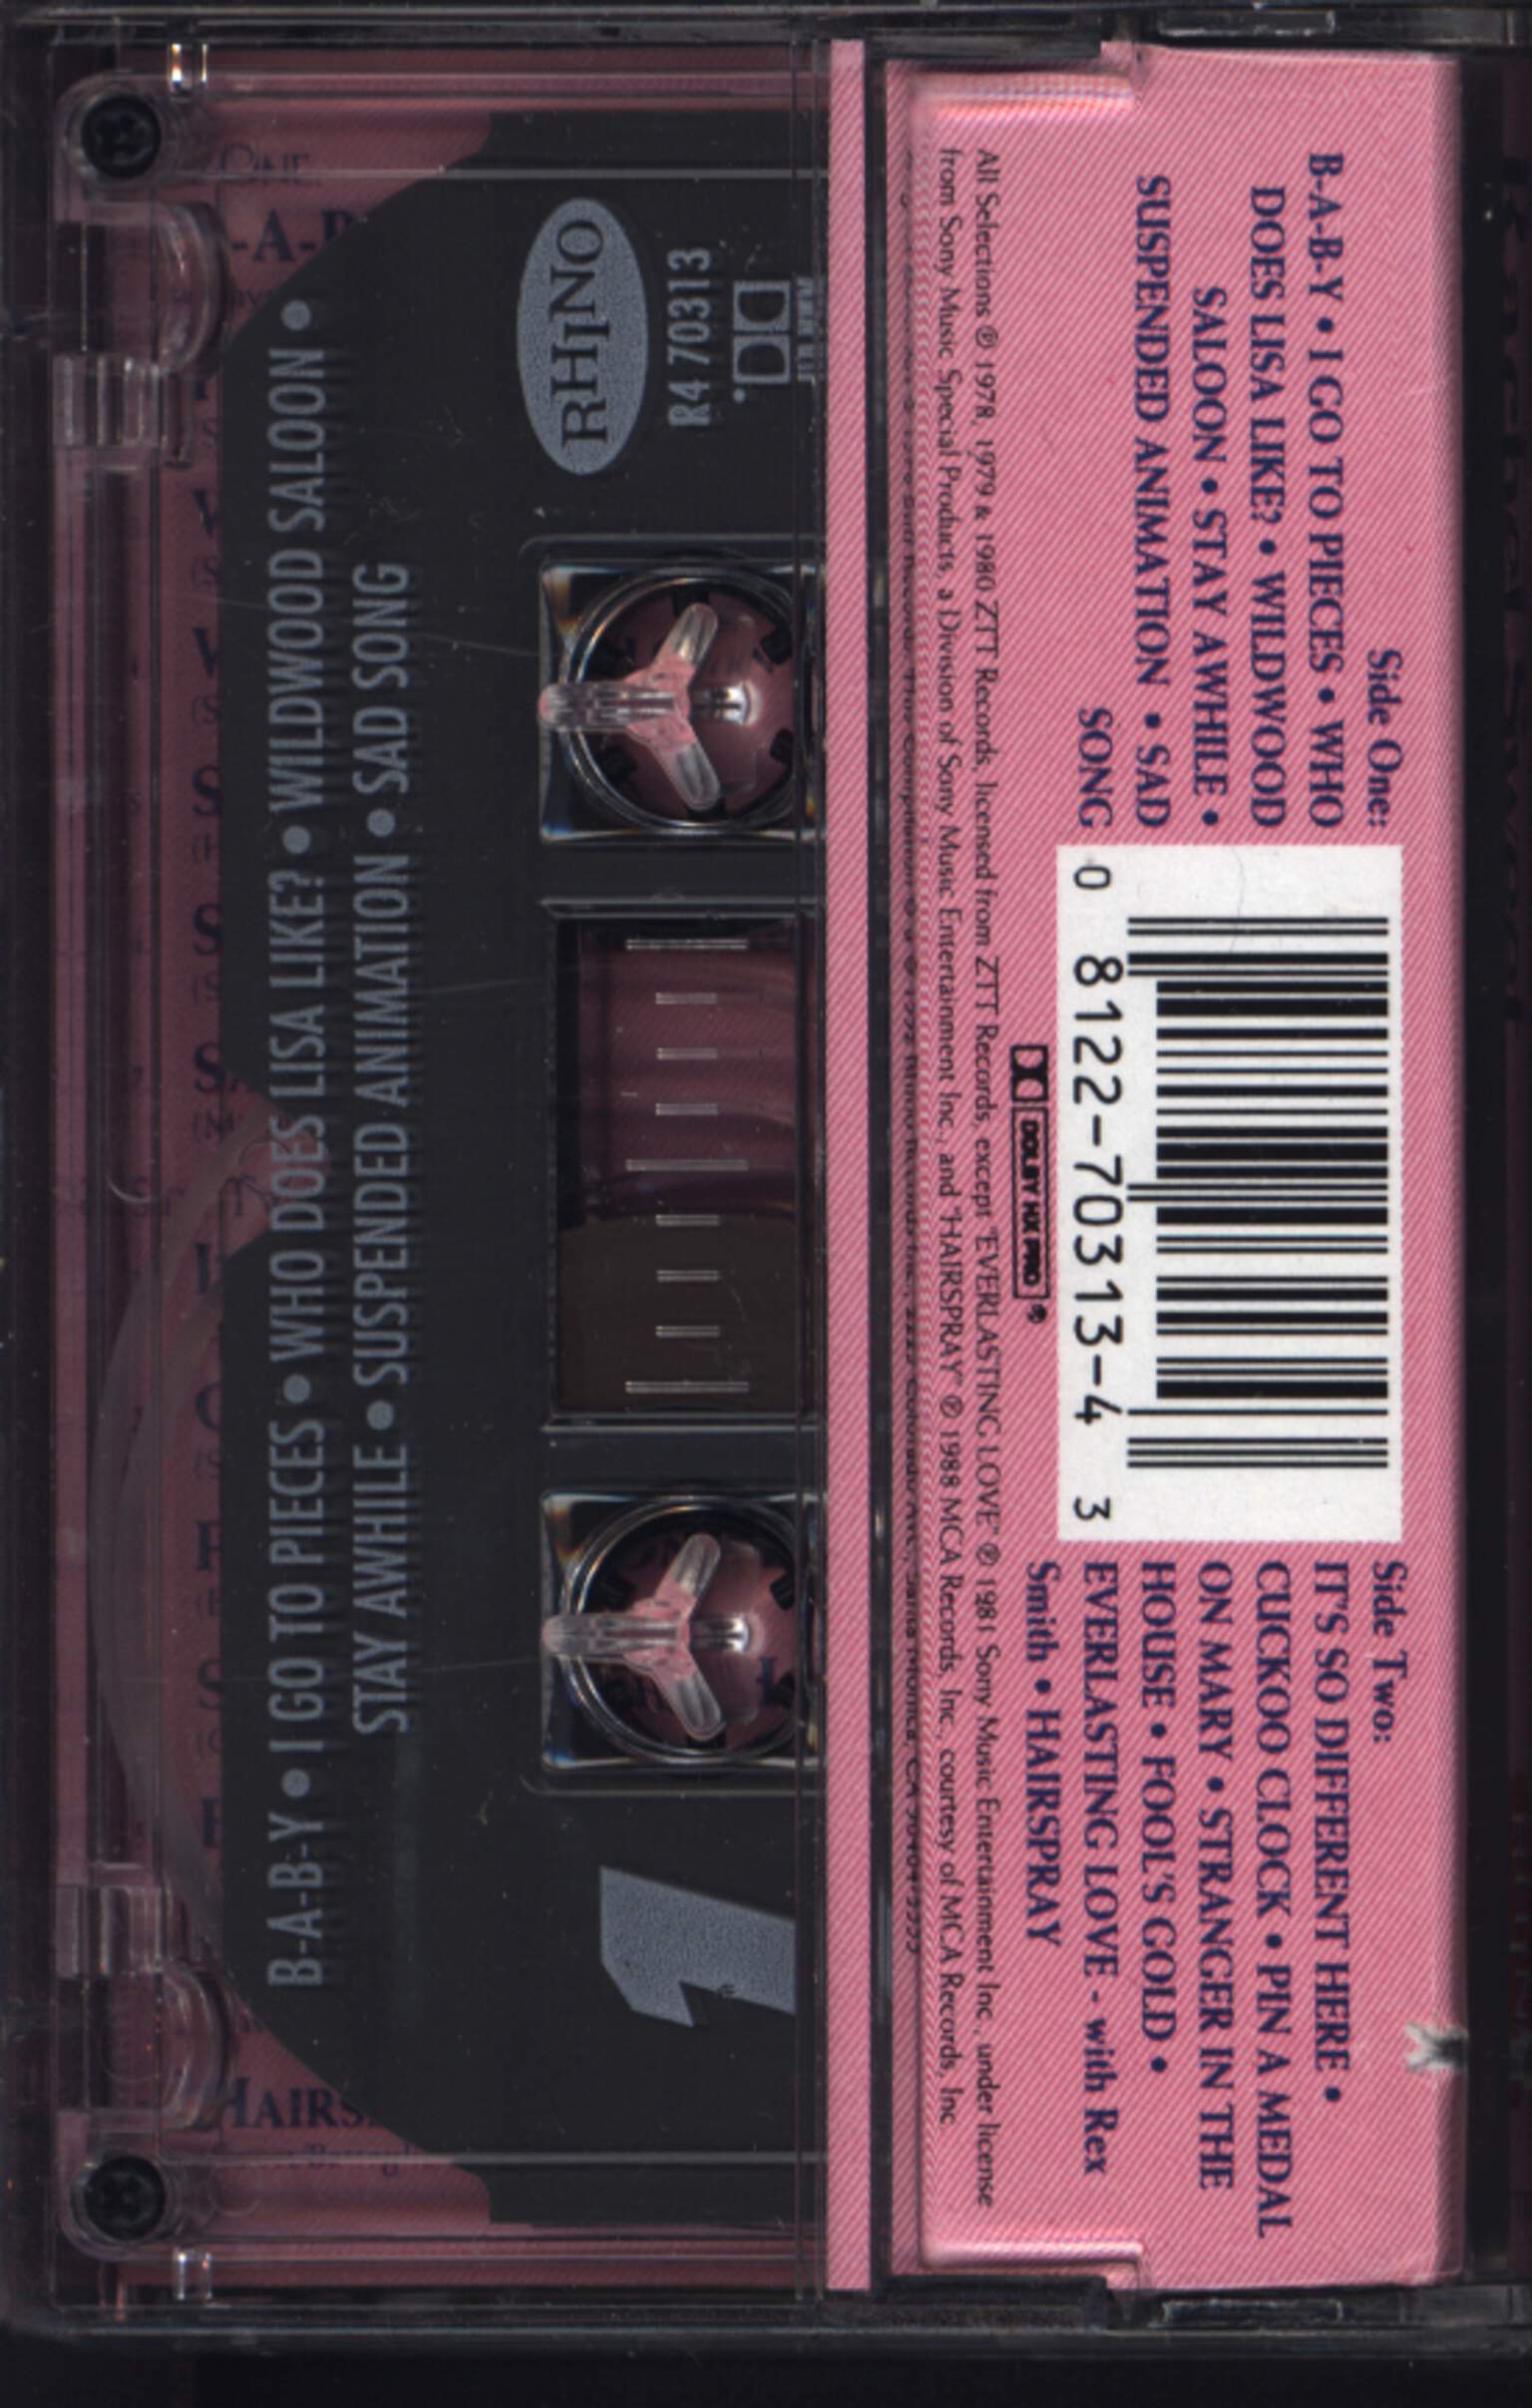 Side One:
B-A-B-Y • I GO TO PIECES • WHO
DOES LISA LIKE? • WILDWOOD
SALOON • STAY AWHILE •
SUSPENDED ANIMATION • SAD
SONG
0 8122-70313-4 3
Side Two:
IT'S SO DIFFERENT HERE •
CUCKOO CLOCK • PIN A MEDAL
ON MARY • STRANGER IN THE
HOUSE • FOOL'S GOLD •
EVERLASTING LOVE - with Rex
Smith • HAIRSPRAY
DOLBY HX PRO ®
All Selections ℗ 1978, 1979 & 1980 ZTT Records, licensed from ZTT Records, except "EVERLASTING LOVE" ℗ 1981 Sony Music Entertainment Inc., under license
from Sony Music Special Products, a Division of Sony Music Entertainment Inc., and "HAIRSPRAY" ℗ 1988 MCA Records, Inc., courtesy of MCA Records, Inc.
RHINO
R4 70313
1
STAY AWHILE • SUSPENDED ANIMATION • SAD SONG
B-A-B-Y • I GO TO PIECES • WHO DOES LISA LIKE? • WILDWOOD SALOON •